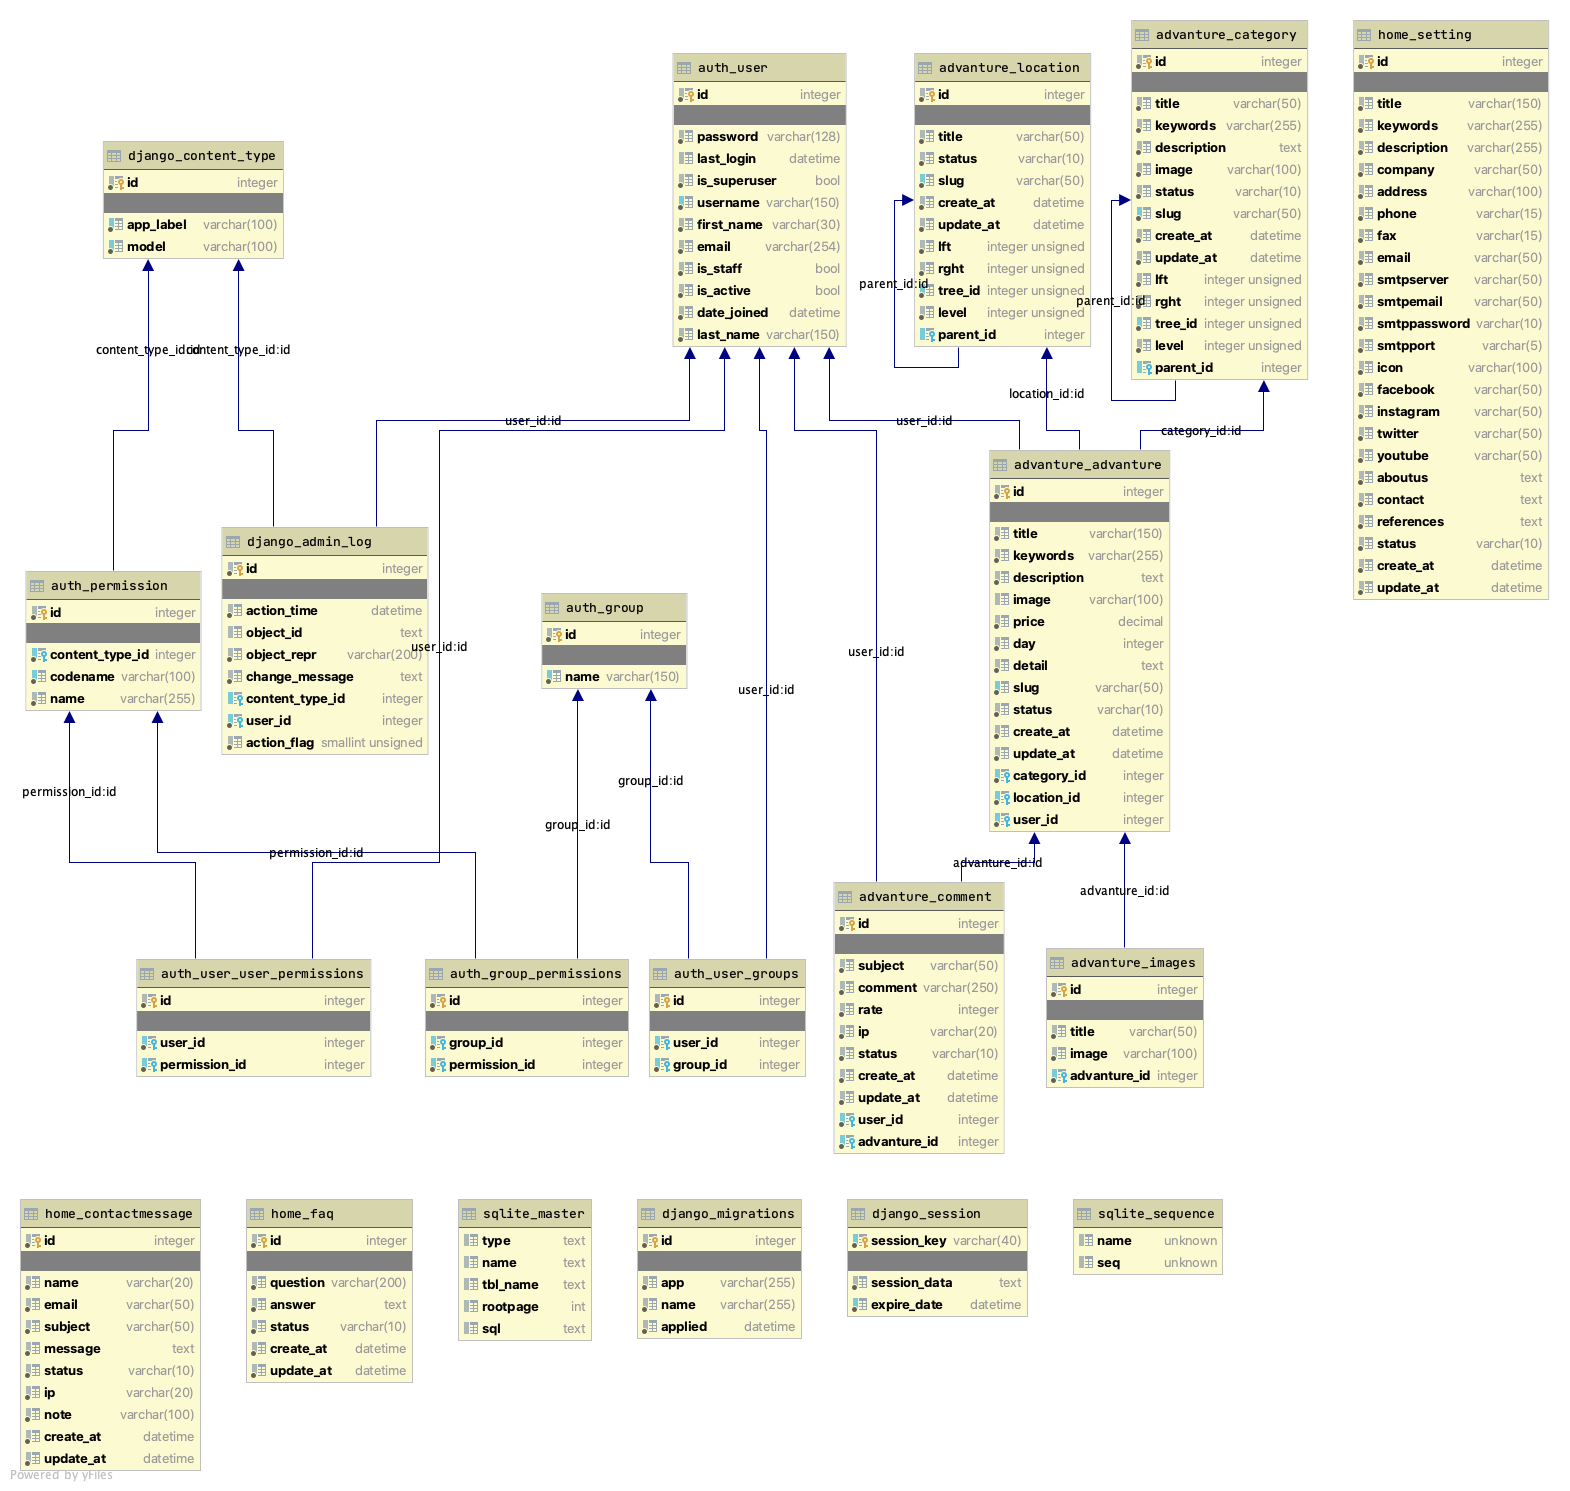 django_content_type
id integer
app_label varchar(100)
model varchar(100)
auth_user
id integer
password varchar(128)
last_login datetime
is_superuser bool
username varchar(150)
first_name varchar(30)
email varchar(254)
is_staff bool
is_active bool
date_joined datetime
last_name varchar(150)
advanture_location
id integer
title varchar(50)
status varchar(10)
slug varchar(50)
create_at datetime
update_at datetime
lft integer unsigned
rght integer unsigned
tree_id integer unsigned
level integer unsigned
parent_id integer
parent_id:id
advanture_category
id integer
title varchar(50)
keywords varchar(255)
description text
image varchar(100)
status varchar(10)
slug varchar(50)
create_at datetime
update_at datetime
lft integer unsigned
rght integer unsigned
tree_id integer unsigned
level integer unsigned
parent_id integer
parent_id:id
home_setting
id integer
title varchar(150)
keywords varchar(255)
description varchar(255)
company varchar(50)
address varchar(100)
phone varchar(15)
fax varchar(15)
email varchar(50)
smtpserver varchar(50)
smtpemail varchar(50)
smtppassword varchar(10)
smtpport varchar(5)
icon varchar(100)
facebook varchar(50)
instagram varchar(50)
twitter varchar(50)
youtube varchar(50)
aboutus text
contact text
references text
status varchar(10)
create_at datetime
update_at datetime
content_type_id:id
content_type_id:id
user_id:id
user_id:id
location_id:id
category_id:id
auth_permission
id integer
content_type_id integer
codename varchar(100)
name varchar(255)
django_admin_log
id integer
action_time datetime
object_id text
object_repr varchar(200)
change_message text
content_type_id integer
user_id integer
action_flag smallint unsigned
user_id:id
auth_group
id integer
name varchar(150)
user_id:id
user_id:id
advanture_advanture
id integer
title varchar(150)
keywords varchar(255)
description text
image varchar(100)
price decimal
day integer
detail text
slug varchar(50)
status varchar(10)
create_at datetime
update_at datetime
category_id integer
location_id integer
user_id integer
permission_id:id
permission_id:id
group_id:id
group_id:id
advanture_id:id
advanture_id:id
auth_user_user_permissions
id integer
user_id integer
permission_id integer
auth_group_permissions
id integer
group_id integer
permission_id integer
auth_user_groups
id integer
user_id integer
group_id integer
advanture_comment
id integer
subject varchar(50)
comment varchar(250)
rate integer
ip varchar(20)
status varchar(10)
create_at datetime
update_at datetime
user_id integer
advanture_id integer
advanture_images
id integer
title varchar(50)
image varchar(100)
advanture_id integer
home_contactmessage
id integer
name varchar(20)
email varchar(50)
subject varchar(50)
message text
status varchar(10)
ip varchar(20)
note varchar(100)
create_at datetime
update_at datetime
home_faq
id integer
question varchar(200)
answer text
status varchar(10)
create_at datetime
update_at datetime
sqlite_master
type text
name text
tbl_name text
rootpage int
sql text
django_migrations
id integer
app varchar(255)
name varchar(255)
applied datetime
django_session
session_key varchar(40)
session_data text
expire_date datetime
sqlite_sequence
name unknown
seq unknown
Powered by yFiles